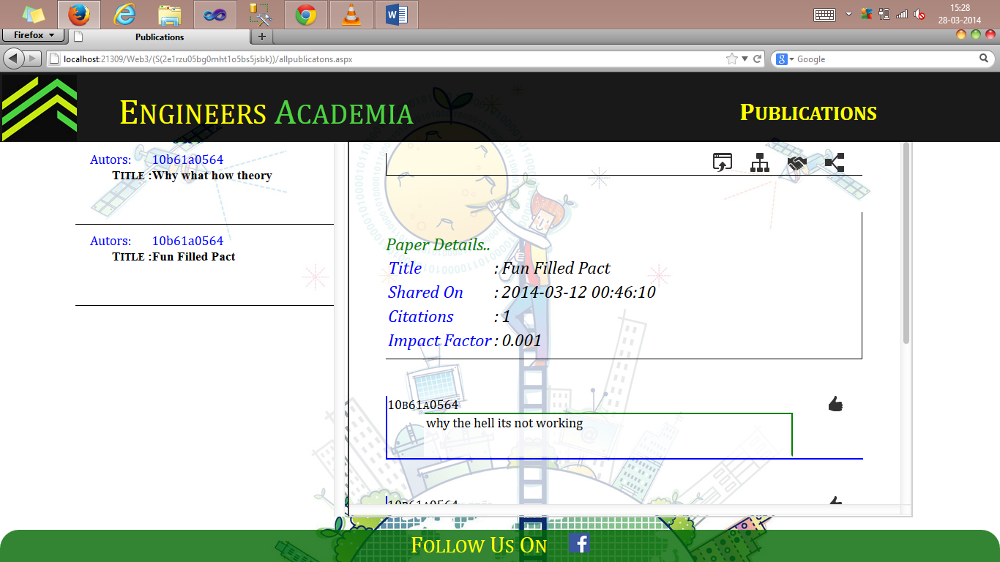 15:28
28-03-2014
Firefox
Publications
localhost:21309/Web3/(S(2e1rzu05bg0mht1o5bs5jsbk))/allpublicatons.aspx
Google
ENGINEERS ACADEMIA
PUBLICATIONS
Autors: 10b61a0564
TITLE :Why what how theory
Autors: 10b61a0564
TITLE :Fun Filled Pact
Paper Details..
Title : Fun Filled Pact
Shared On : 2014-03-12 00:46:10
Citations : 1
Impact Factor : 0.001
10B61A0564
why the hell its not working
10B61A0564
FOLLOW US ON